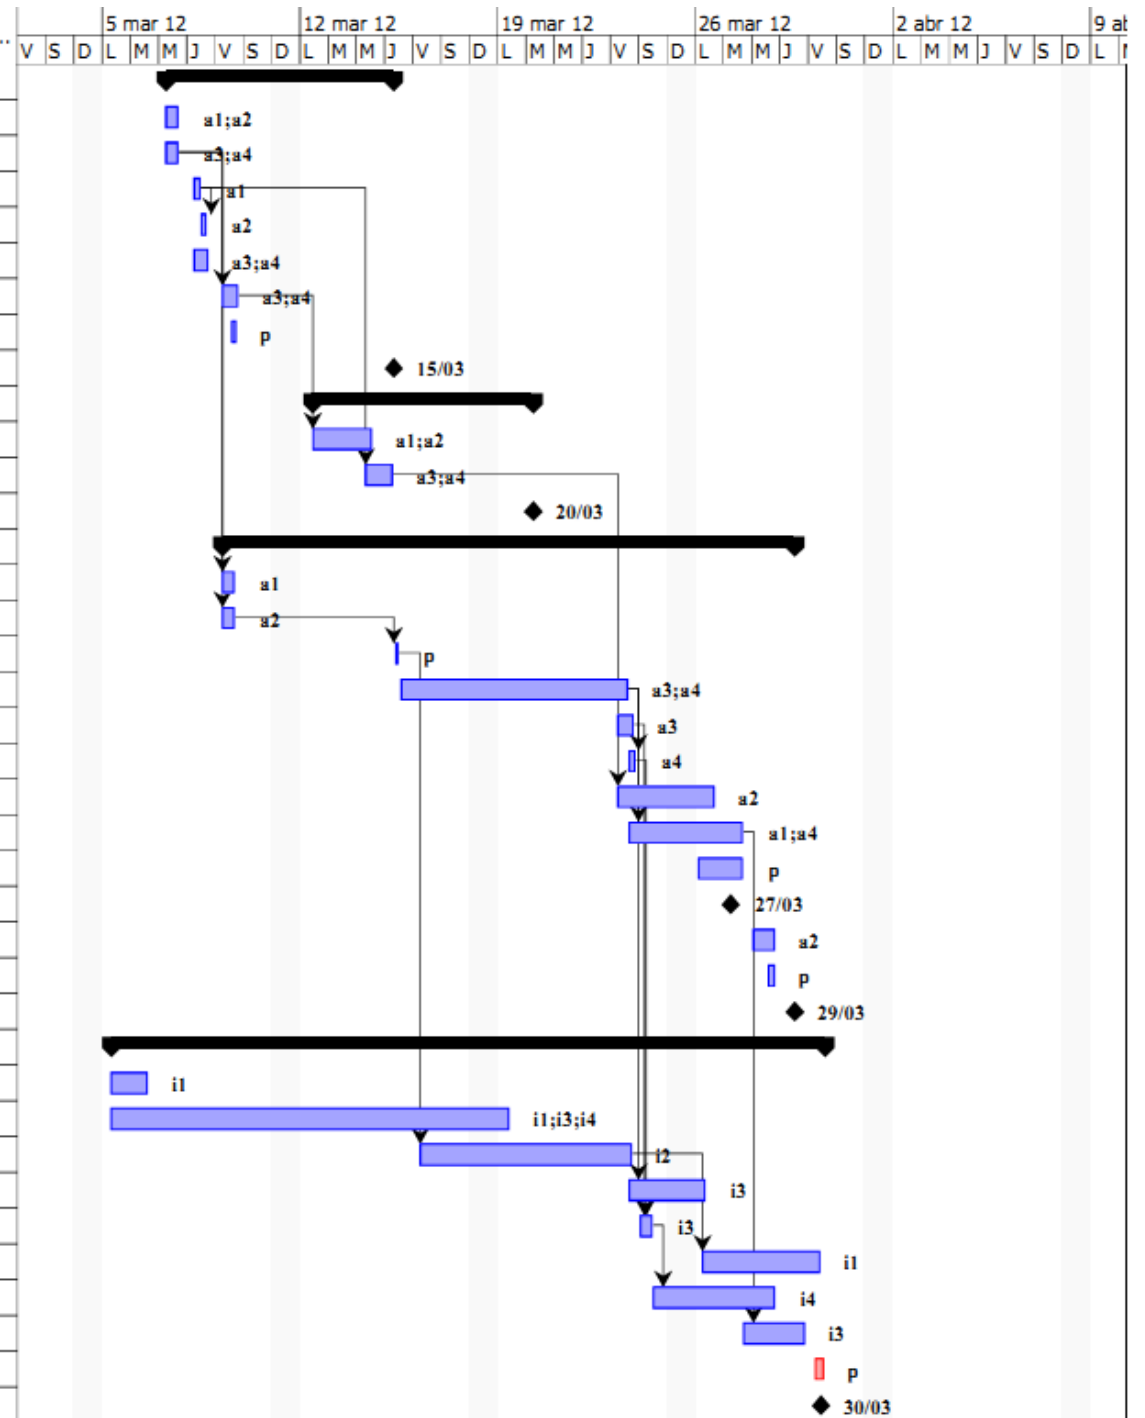 5 mar 12 12 mar 12 19 mar 12 26 mar 12 2 abr 12 9 ab
.. V S D L M M J V S D L M M J V S D L M M J V S D L M M J V S D L M M J V S D L M
a1;a2
a3;a4
a1
a2
a3;a4
a3;a4
p
15/03
a1;a2
a3;a4
20/03
a1
a2
p
a3;a4
a3
a4
a2
a1;a4
p
27/03
a2
p
29/03
i1
i1;i3;i4
i2
i3
i3
i1
i4
i3
p
30/03